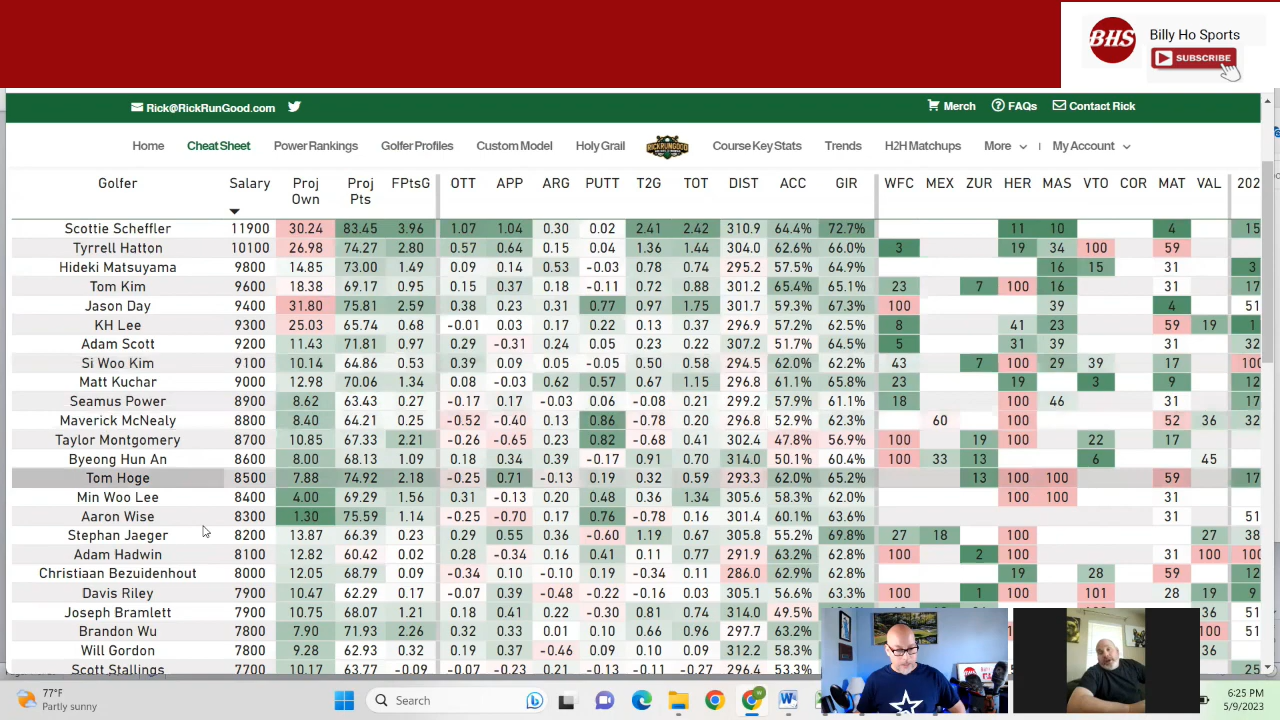 BHS Billy Ho Sports
SUBSCRIBE
Rick@RickRunGood.com Merch FAQs Contact Rick
Home Cheat Sheet Power Rankings Golfer Profiles Custom Model Holy Grail RICKRUNGOOD Course Key Stats Trends H2H Matchups More My Account
Golfer Salary Proj Own Proj Pts FPtsG OTT APP ARG PUTT T2G TOT DIST ACC GIR WFC MEX ZUR HER MAS VTO COR MAT VAL 202
Scottie Scheffler 11900 30.24 83.45 3.96 1.07 1.04 0.30 0.02 2.41 2.42 310.9 64.4% 72.7% 11 10 4 15
Tyrrell Hatton 10100 26.98 74.27 2.80 0.57 0.64 0.15 0.04 1.36 1.44 304.0 62.6% 66.0% 3 19 34 100 59
Hideki Matsuyama 9800 14.85 73.00 1.49 0.09 0.14 0.53 -0.03 0.78 0.74 295.2 57.5% 64.9% 16 15 31 3
Tom Kim 9600 18.38 69.17 0.95 0.15 0.37 0.18 -0.11 0.72 0.88 301.2 65.4% 67.1% 23 7 100 16 31 17
Jason Day 9400 31.80 75.81 2.59 0.38 0.23 0.31 0.77 0.97 1.75 301.7 59.3% 65.3% 100 39 4 51
KH Lee 9300 25.03 65.74 0.68 -0.01 0.03 0.17 0.22 0.13 0.37 296.9 57.2% 62.5% 8 41 23 59 19 1
Adam Scott 9200 11.43 71.81 0.97 0.29 -0.31 0.24 0.05 0.23 0.22 307.2 51.7% 64.5% 5 31 39 31 32
Si Woo Kim 9100 10.14 64.86 0.53 0.39 0.09 0.05 -0.05 0.50 0.58 294.5 62.0% 62.2% 43 7 100 29 39 17 100
Matt Kuchar 9000 12.98 70.06 1.34 0.08 -0.03 0.62 0.57 0.67 1.15 296.8 61.1% 65.8% 23 19 3 9 12
Seamus Power 8900 8.62 63.43 0.27 -0.17 0.17 -0.03 0.06 -0.08 0.21 299.2 57.9% 61.1% 18 100 46 31 17
Maverick McNealy 8800 8.40 64.21 0.25 -0.52 -0.40 0.13 0.86 -0.78 0.20 296.8 52.9% 62.3% 60 100 52 36 32
Taylor Montgomery 8700 10.85 67.33 2.21 -0.26 -0.65 0.23 0.82 -0.68 0.41 302.4 47.8% 56.9% 100 19 100 22 17
Byeong Hun An 8600 8.00 68.13 1.09 0.18 0.34 0.39 -0.17 0.91 0.70 314.0 50.1% 60.4% 100 33 13 6 45
Tom Hoge 8500 7.88 74.92 2.18 -0.25 0.71 -0.13 0.19 0.32 0.59 293.3 62.0% 65.2% 13 100 100 59 17
Min Woo Lee 8400 4.00 69.29 1.56 0.31 -0.13 0.20 0.48 0.36 1.34 305.6 58.3% 63.8% 100 100 31
Aaron Wise 8300 1.30 75.59 1.14 -0.25 -0.70 0.17 0.76 -0.78 0.16 301.4 60.1% 63.6% 31 51
Stephan Jaeger 8200 13.87 66.39 0.23 0.29 0.55 0.36 -0.60 1.19 0.67 305.8 55.2% 69.8% 27 18 100 27 38
Adam Hadwin 8100 12.82 60.42 0.02 0.28 -0.34 0.16 0.41 0.11 0.77 291.9 63.2% 62.8% 100 2 100 31 100 100
Christiaan Bezuidenhout 8000 12.05 68.79 0.09 -0.34 0.10 -0.10 0.19 -0.34 0.11 286.0 62.9% 62.8% 19 28 59 12
Davis Riley 7900 10.47 62.29 0.17 -0.07 0.39 -0.48 -0.22 -0.16 0.03 305.1 56.6% 63.3% 100 1 100 101 28 19 9
Joseph Bramlett 7900 10.75 68.07 1.21 0.18 0.41 0.22 -0.30 0.81 0.74 314.0 49.5% 36 51
Brandon Wu 7800 7.90 71.93 2.26 0.32 0.33 0.01 0.10 0.66 0.96 297.7 63.2% 100
Will Gordon 7800 9.28 62.93 0.32 0.19 0.37 -0.46 0.09 0.10 0.09 312.2 58.3% 36
Scott Stallings 7700 10.17 63.77 -0.09 -0.07 -0.23 0.21 -0.13 -0.11 -0.27 296.4 53.3% 25
77°F
Partly sunny
Search
6:25 PM
5/9/2023